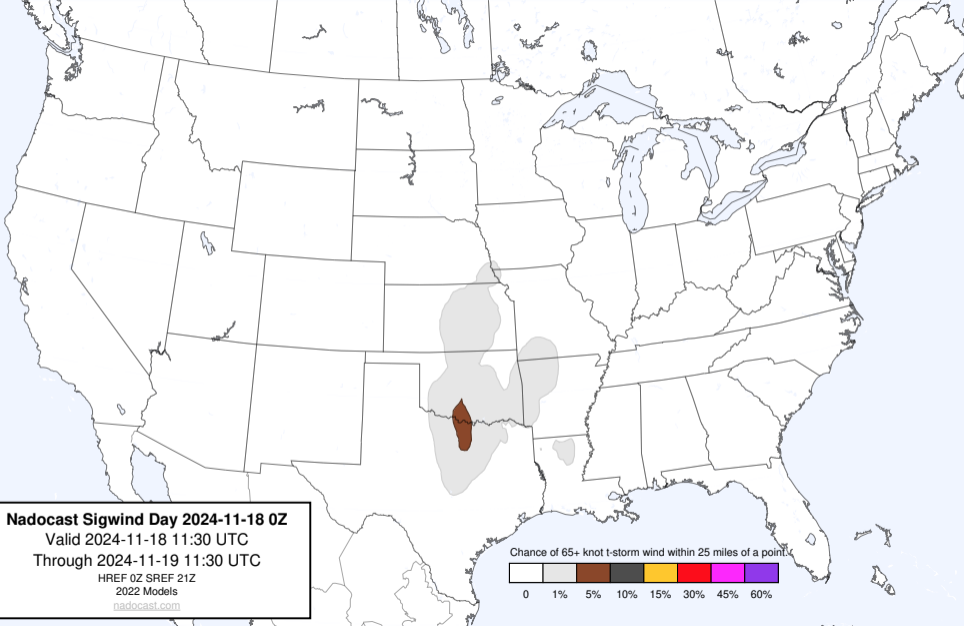 Nadocast Sigwind Day 2024-11-18 0Z
Valid 2024-11-18 11:30 UTC
Through 2024-11-19 11:30 UTC
HREF 0Z SREF 21Z
2022 Models
nadocast.com
Chance of 65+ knot t-storm wind within 25 miles of a point.
0 1% 5% 10% 15% 30% 45% 60%